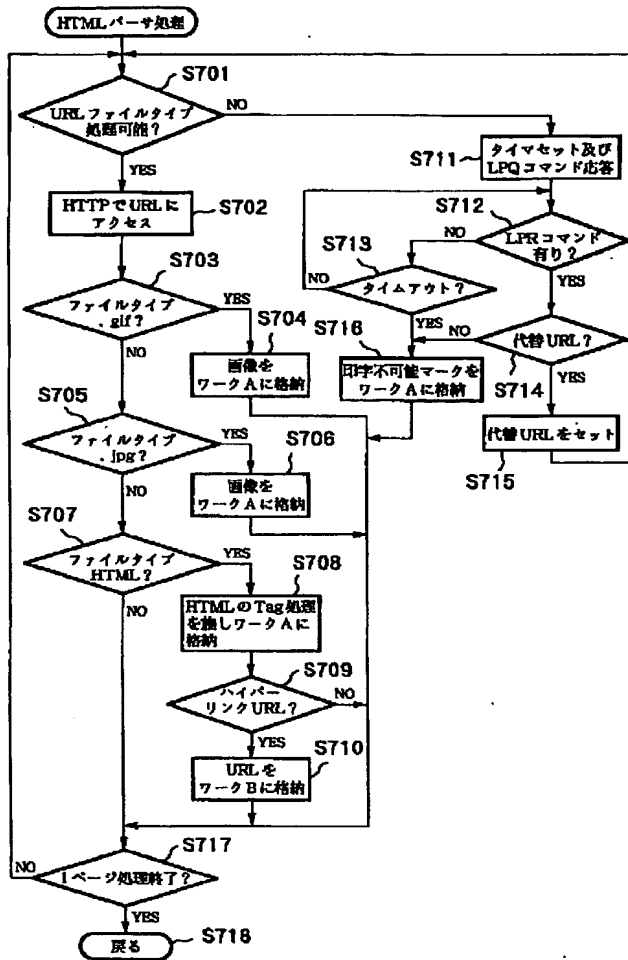 HTMLパーサ処理
S701
URLファイルタイプ
処理可能？
NO
YES
HTTPでURLに
アクセス
S702
S703
ファイルタイプ
.gif？
YES
NO
S704
画像を
ワークAに格納
S705
ファイルタイプ
.jpg？
YES
NO
S706
画像を
ワークAに格納
S707
ファイルタイプ
HTML？
YES
NO
S708
HTMLのTag処理
を施しワークAに
格納
S709
ハイパー
リンクURL？
NO
YES
S710
URLを
ワークBに格納
S711
タイマセット及び
LPQコマンド応答
S712
LPRコマンド
有り？
NO
YES
S713
タイムアウト？
NO
YES
代替URL？
NO
S714
YES
S716
印字不可能マークを
ワークAに格納
代替URLをセット
S715
S717
1ページ処理終了？
NO
YES
戻る
S718